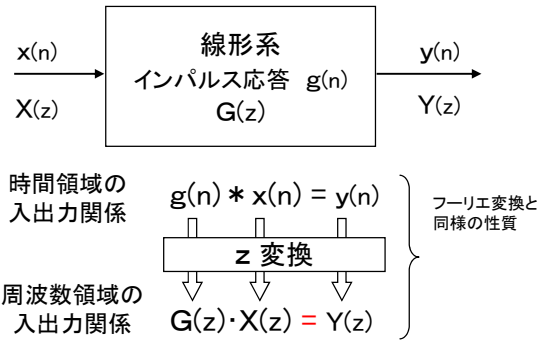 線形系
x(n)
インパルス応答 g(n)
y(n)
X(z)
G(z)
Y(z)
時間領域の
入出力関係
g(n) * x(n) = y(n)
フーリエ変換と
同様の性質
z 変換
周波数領域の
入出力関係
G(z)・X(z) = Y(z)